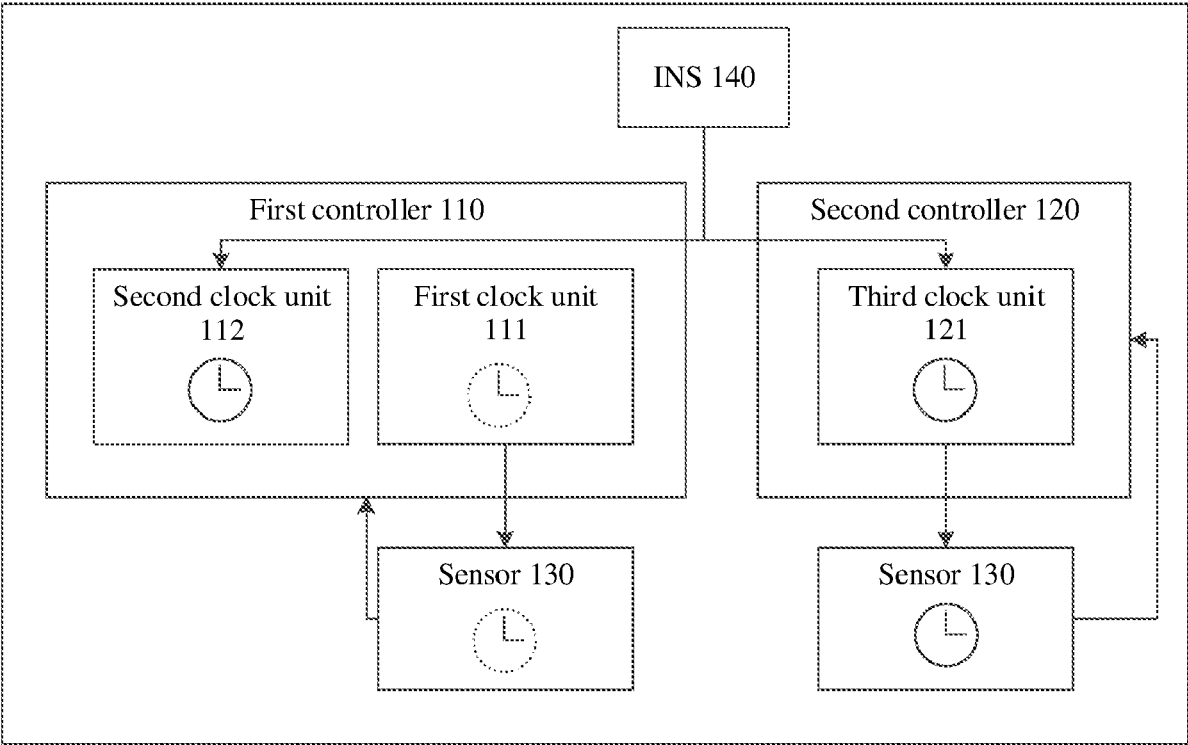 INS 140
First controller 110
Second controller 120
Second clock unit
112
First clock unit
111
Third clock unit
121
Sensor 130
Sensor 130